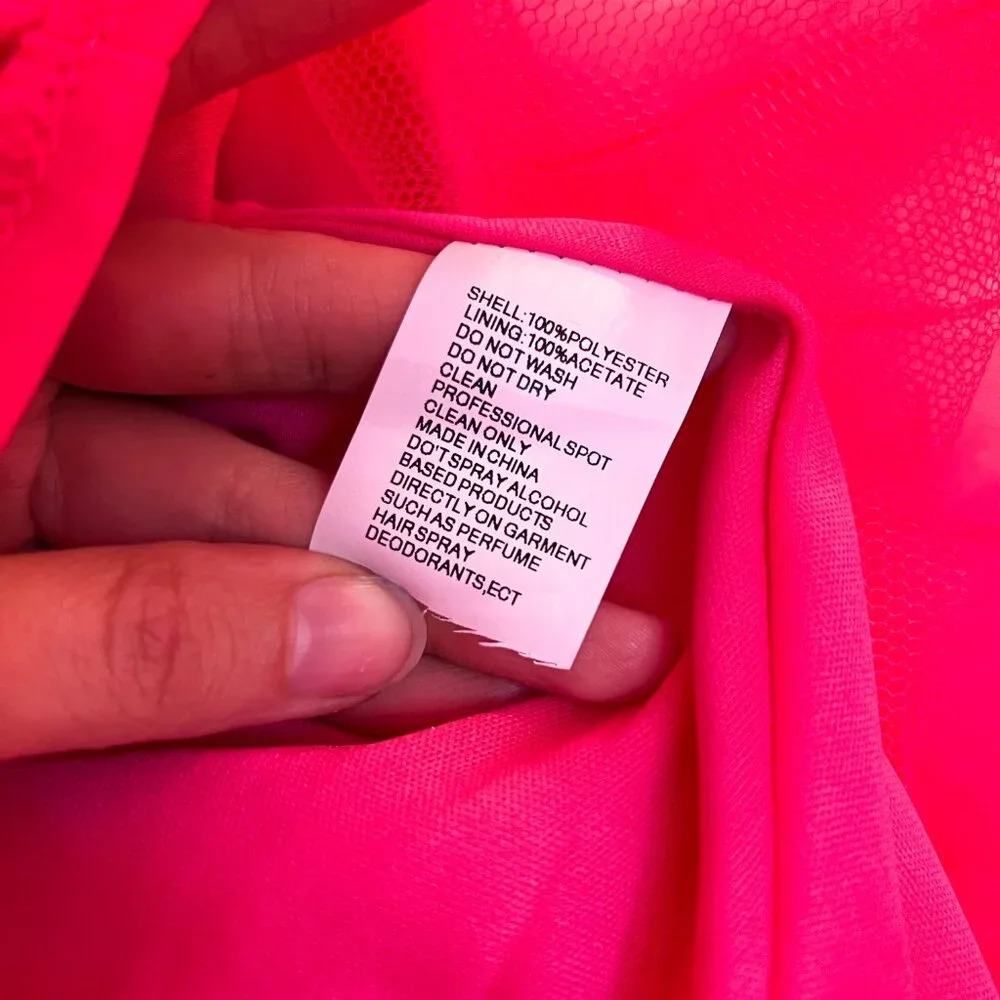 SHELL:100%POLYESTER
LINING:100%ACETATE
DO NOT WASH
DO NOT DRY
CLEAN
PROFESSIONAL SPOT
CLEAN ONLY
MADE IN CHINA
DO'T SPRAY ALCOHOL
BASED PRODUCTS
DIRECTLY ON GARMENT
SUCH AS PERFUME
HAIR SPRAY
DEODORANTS,ECT